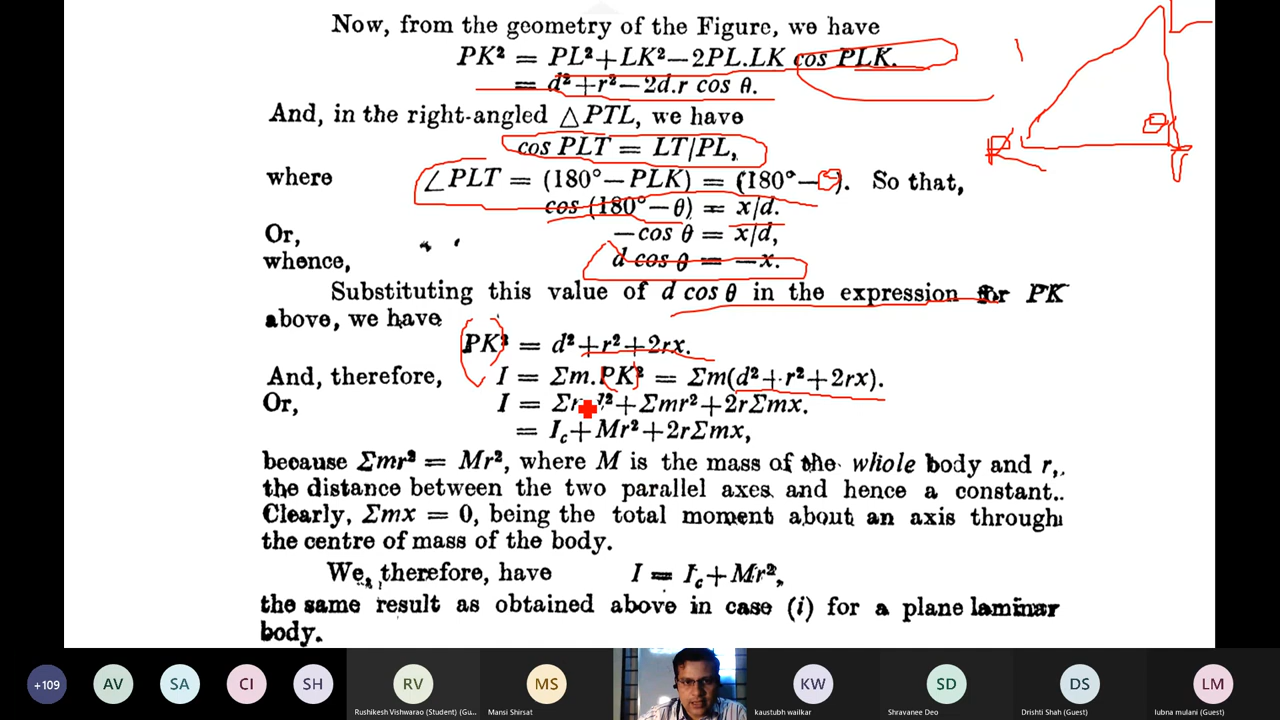 Now, from the geometry of the Figure, we have
PK² = PL²+LK²−2PL.LK cos PLK.
= d²+r²−2d.r cos θ.
And, in the right-angled △PTL, we have
cos PLT = LT/PL,
where ∠PLT = (180°−PLK) = (180°−θ). So that,
cos (180°−θ) = x/d.
Or, −cos θ = x/d,
whence, d cos θ = −x.
Substituting this value of d cos θ in the expression for PK
above, we have
PK² = d²+r²+2rx.
And, therefore, I = Σm.PK² = Σm(d²+r²+2rx).
Or, I = Σmd²+Σmr²+2rΣmx.
= I꜀+Mr²+2rΣmx,
because Σmr² = Mr², where M is the mass of the whole body and r,
the distance between the two parallel axes and hence a constant.
Clearly, Σmx = 0, being the total moment about an axis through
the centre of mass of the body.
We, therefore, have I = I꜀+Mr²,
the same result as obtained above in case (i) for a plane laminar
body.
+109 AV SA CI SH RV MS KW SD DS LM
Rushikesh Vishwarao (Student) (Gu... Mansi Shirsat kaustubh wailkar Shravanee Deo Drishti Shah (Guest) lubna mulani (Guest)